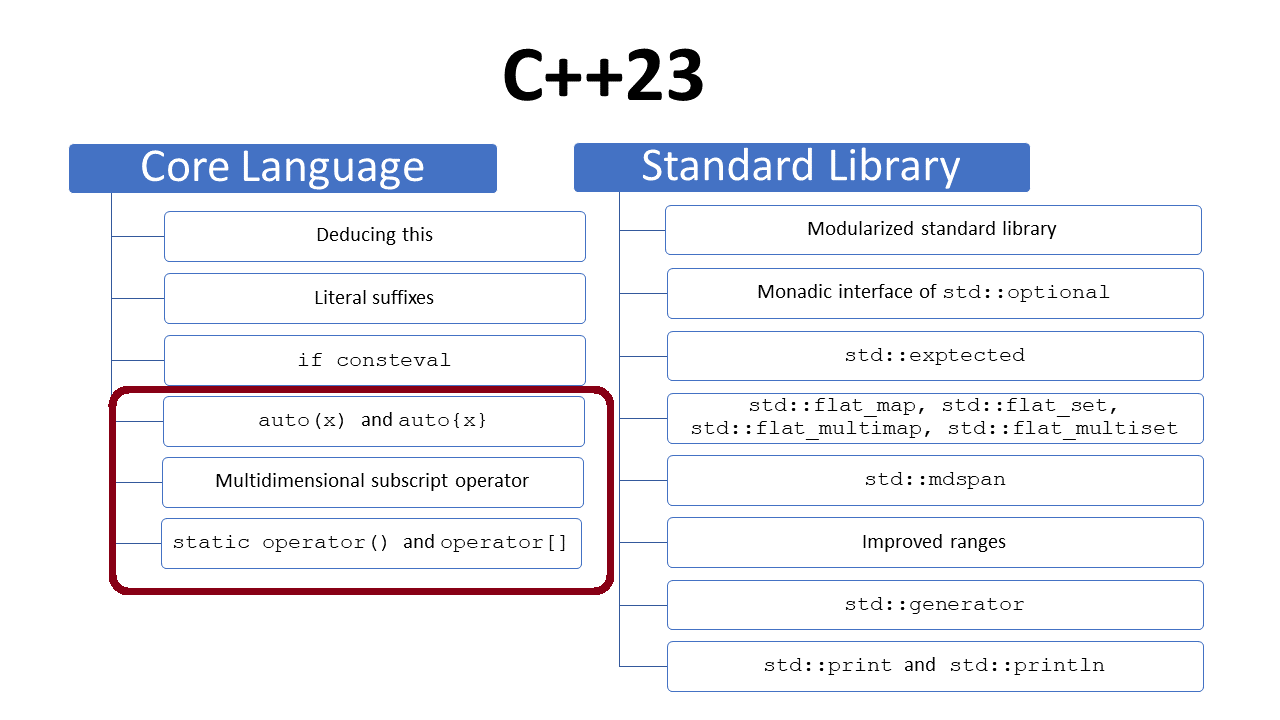 C++23
Core Language
Deducing this
Literal suffixes
if consteval
auto(x) and auto{x}
Multidimensional subscript operator
static operator() and operator[]
Standard Library
Modularized standard library
Monadic interface of std::optional
std::exptected
std::flat_map, std::flat_set,
std::flat_multimap, std::flat_multiset
std::mdspan
Improved ranges
std::generator
std::print and std::println